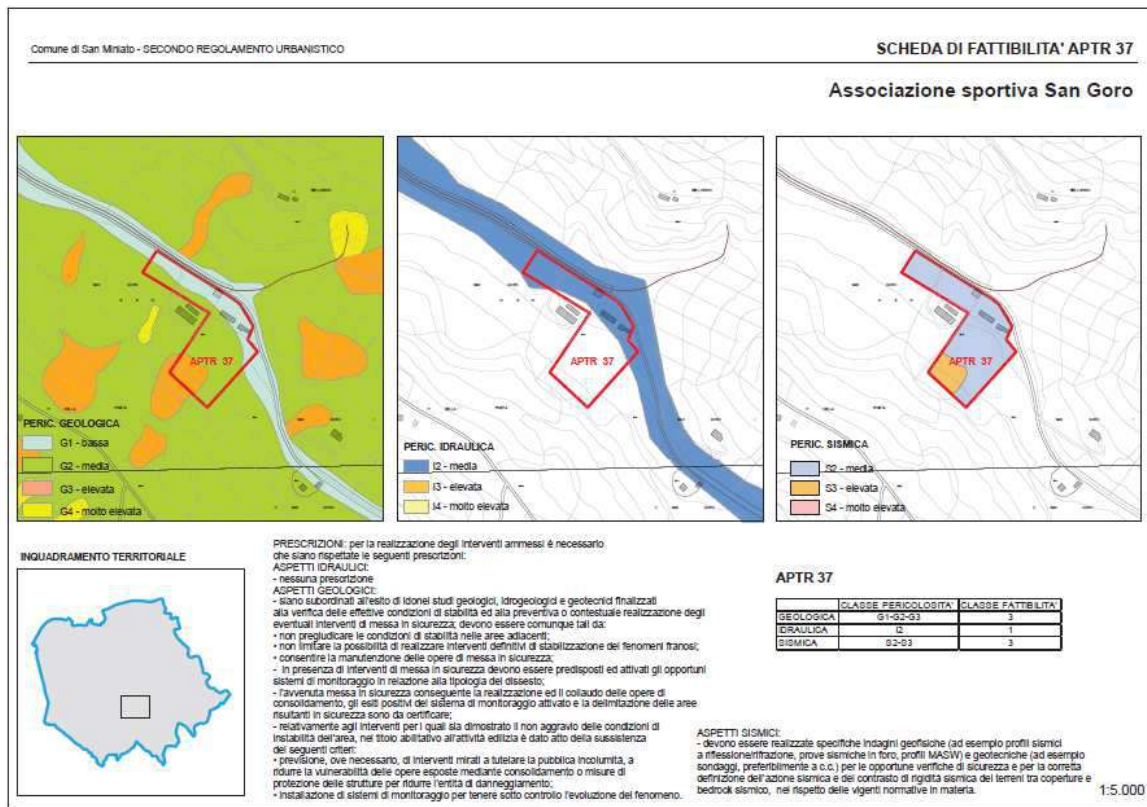 Comune di San Miniato - SECONDO REGOLAMENTO URBANISTICO
SCHEDA DI FATTIBILITA' APTR 37
Associazione sportiva San Goro
APTR 37
PERIC. GEOLOGICA
G1 - bassa
G2 - media
G3 - elevata
G4 - molto elevata
APTR 37
PERIC. IDRAULICA
I2 - media
I3 - elevata
I4 - molto elevata
APTR 37
PERIC. SISMICA
S2 - media
S3 - elevata
S4 - molto elevata
INQUADRAMENTO TERRITORIALE
PRESCRIZIONI: per la realizzazione degli interventi ammessi è necessario
che siano rispettate le seguenti prescrizioni:
ASPETTI IDRAULICI:
- nessuna prescrizione
ASPETTI GEOLOGICI:
- siano subordinati all'esito di idonei studi geologici, idrogeologici e geotecnici finalizzati
alla verifica delle effettive condizioni di stabilità ed alla preventiva o contestuale realizzazione degli
eventuali interventi di messa in sicurezza; devono essere comunque tali da:
• non pregiudicare le condizioni di stabilità nelle aree adiacenti;
• non limitare la possibilità di realizzare interventi definitivi di stabilizzazione dei fenomeni franosi;
• consentire la manutenzione delle opere di messa in sicurezza;
- in presenza di interventi di messa in sicurezza devono essere predisposti ed attivati gli opportuni
sistemi di monitoraggio in relazione alla tipologia del dissesto;
- l'avvenuta messa in sicurezza conseguente la realizzazione ed il collaudo delle opere di
consolidamento, gli esiti positivi del sistema di monitoraggio attivato e la delimitazione delle aree
risultanti in sicurezza sono da certificare;
- relativamente agli interventi per i quali sia dimostrato il non aggravio delle condizioni di
instabilità dell'area, nel titolo abilitativo all'attività edilizia è dato atto della sussistenza
dei seguenti criteri:
• previsione, ove necessario, di interventi mirati a tutelare la pubblica incolumità, a
ridurre la vulnerabilità delle opere esposte mediante consolidamento o misure di
protezione delle strutture per ridurre l'entità di danneggiamento;
• installazione di sistemi di monitoraggio per tenere sotto controllo l'evoluzione del fenomeno.
APTR 37
CLASSE PERICOLOSITA' CLASSE FATTIBILITA'
GEOLOGICA G1-G2-G3 3
IDRAULICA I2 1
SISMICA S2-S3 3
ASPETTI SISMICI:
- devono essere realizzate specifiche indagini geofisiche (ad esempio profili sismici
a riflessione/rifrazione, prove sismiche in foro, profili MASW) e geotecniche (ad esempio
sondaggi, preferibilmente a c.c.) per le opportune verifiche di sicurezza e per la corretta
definizione dell'azione sismica e del contrasto di rigidità sismica dei terreni tra coperture e
bedrock sismico, nel rispetto delle vigenti normative in materia.
1:5.000